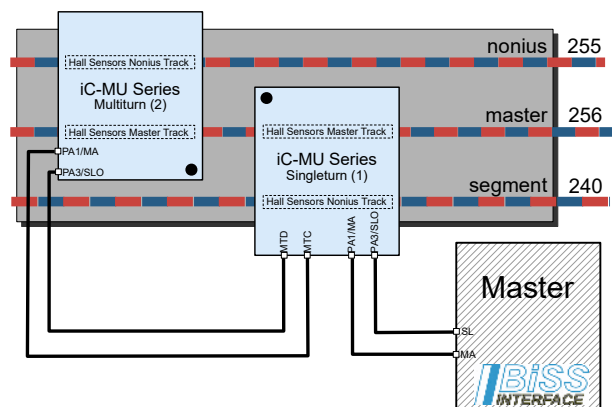 nonius 255
Hall Sensors Nonius Track
iC-MU Series
Multiturn (2)
master 256
Hall Sensors Master Track
Hall Sensors Master Track
PA1/MA
iC-MU Series
Singleturn (1)
PA3/SLO
segment 240
Hall Sensors Nonius Track
MTD
MTC
PA1/MA
PA3/SLO
Master
SL
MA
BiSS
INTERFACE